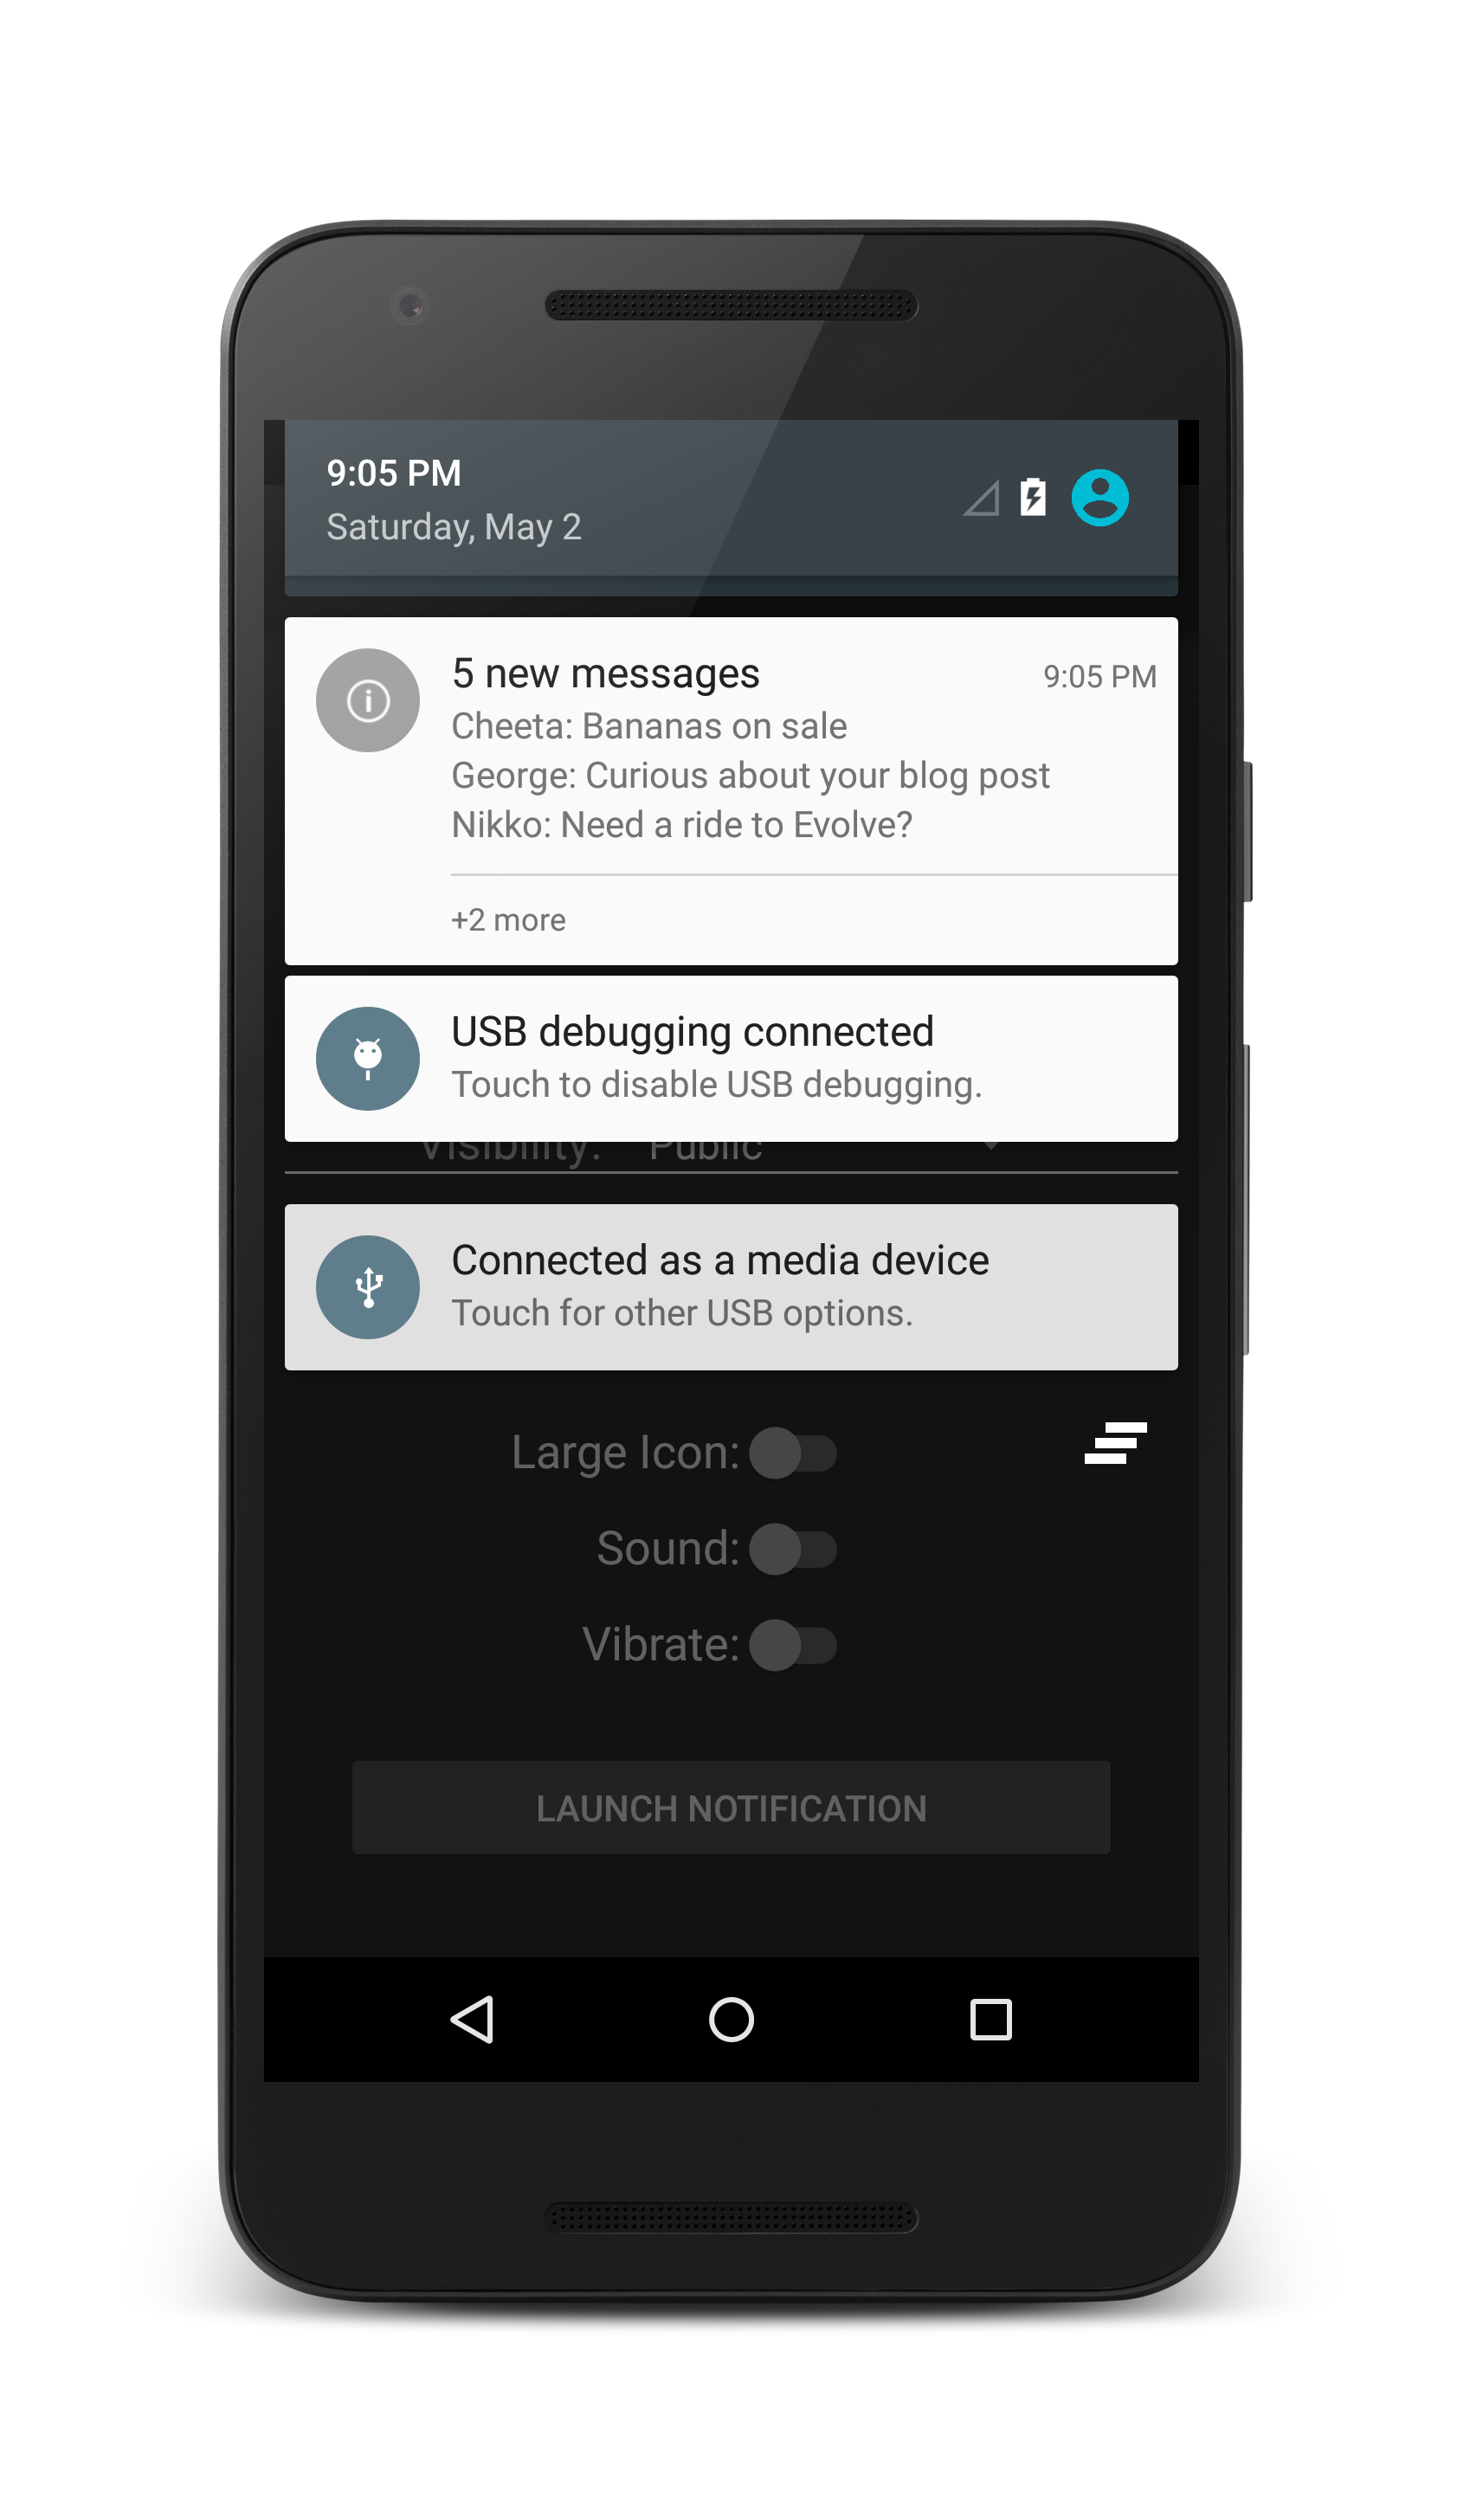 9:05 PM
Saturday, May 2
5 new messages 9:05 PM
Cheeta: Bananas on sale
George: Curious about your blog post
Nikko: Need a ride to Evolve?
+2 more
USB debugging connected
Touch to disable USB debugging.
Visibility: Public
Connected as a media device
Touch for other USB options.
Large Icon:
Sound:
Vibrate:
LAUNCH NOTIFICATION